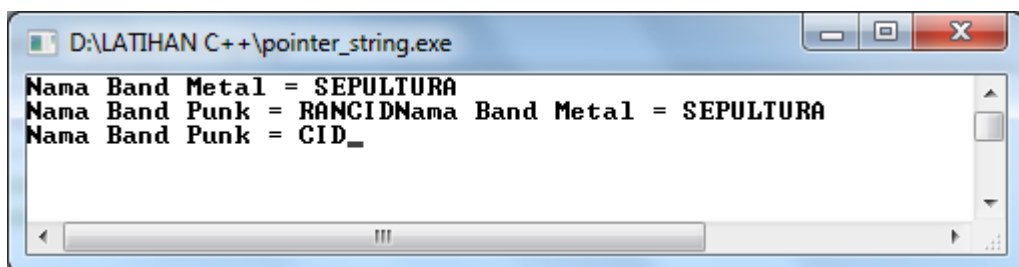 D:\LATIHAN C++\pointer_string.exe
Nama Band Metal = SEPULTURA
Nama Band Punk = RANCIDNama Band Metal = SEPULTURA
Nama Band Punk = CID_